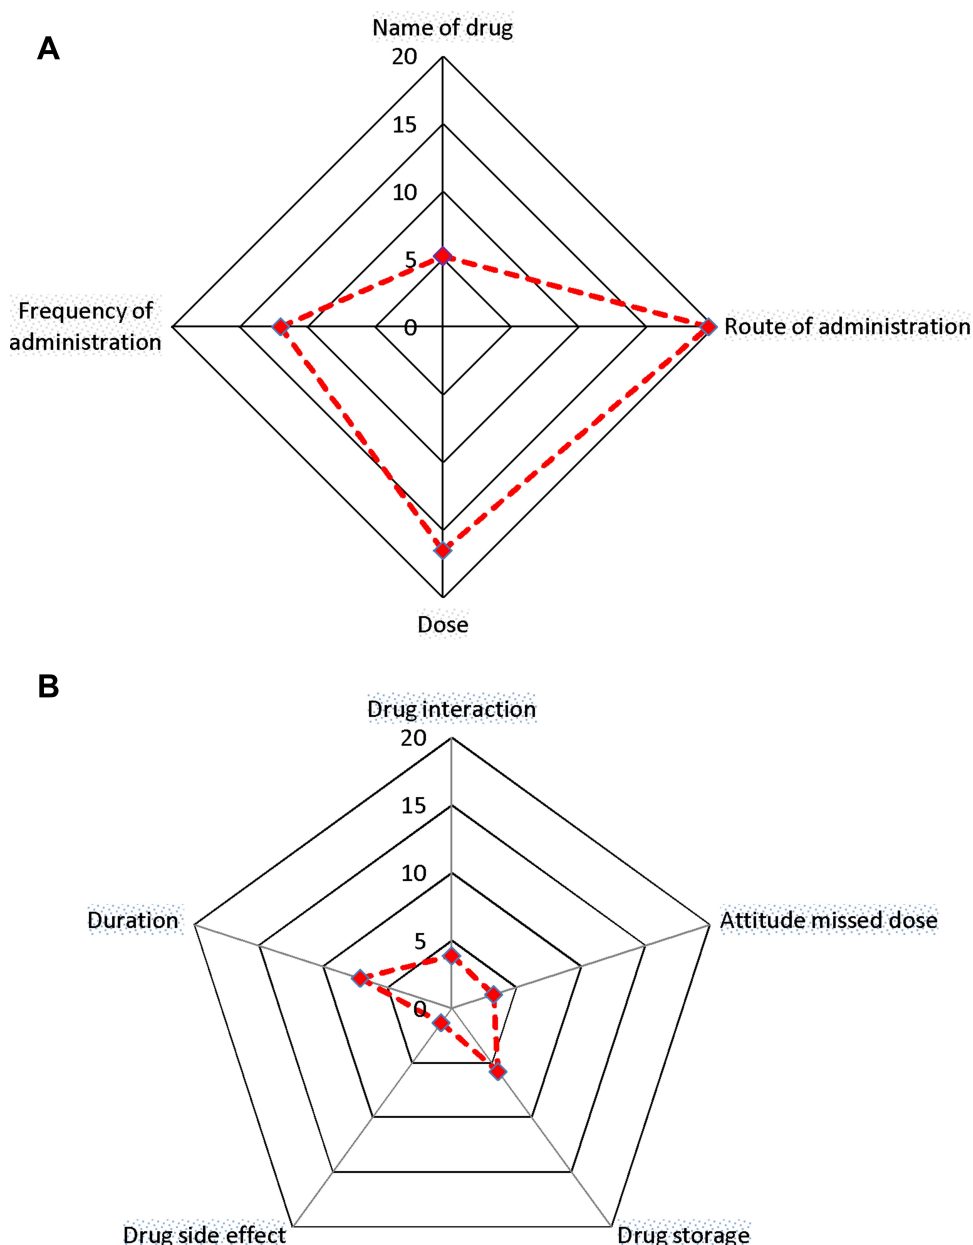 A
Name of drug
20
15
10
5
0
Frequency of
administration
Route of administration
Dose
B
Drug interaction
20
15
10
5
0
Duration
Attitude missed dose
Drug side effect
Drug storage